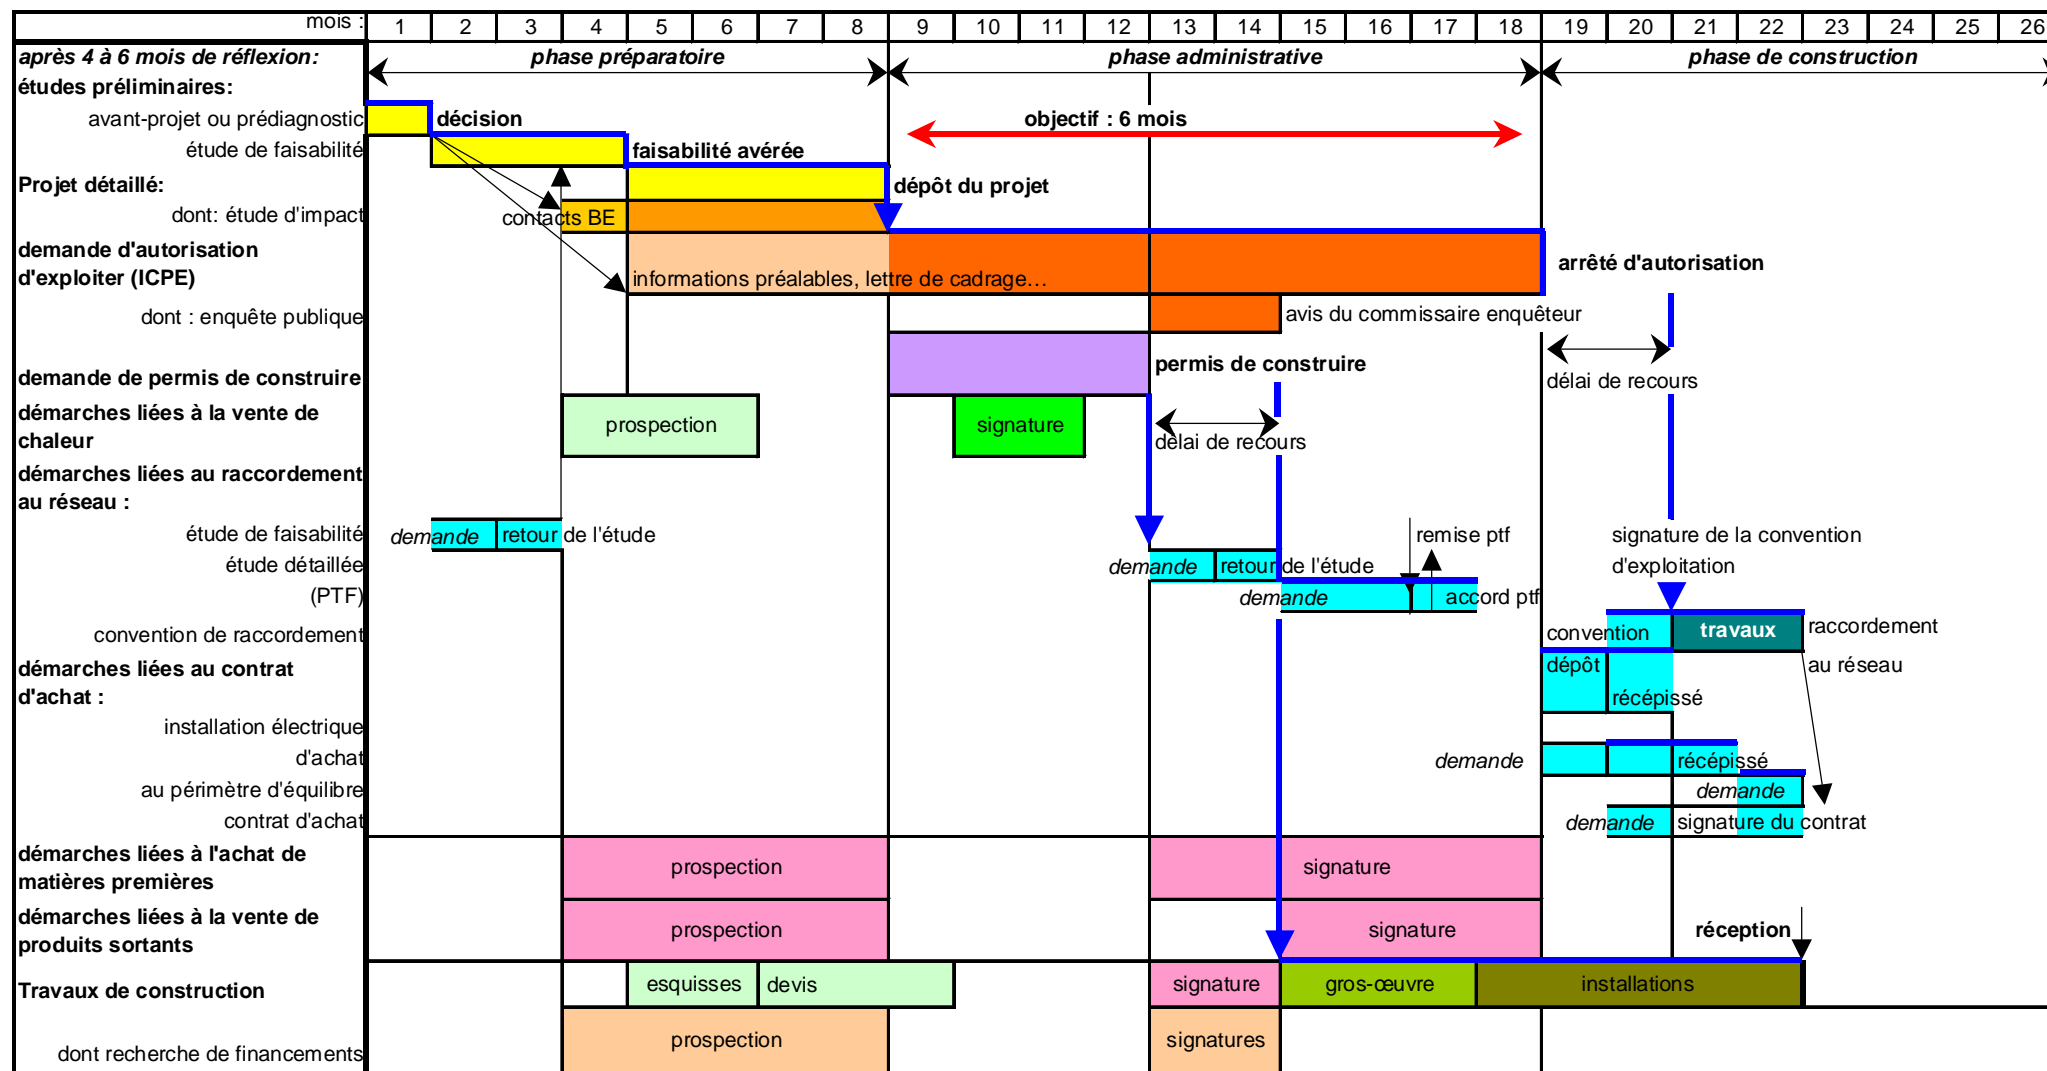 mois : 1 2 3 4 5 6 7 8 9 10 11 12 13 14 15 16 17 18 19 20 21 22 23 24 25 26
après 4 à 6 mois de réflexion: phase préparatoire phase administrative phase de construction
études préliminaires:
avant-projet ou prédiagnostic décision objectif : 6 mois
étude de faisabilité faisabilité avérée
Projet détaillé: dépôt du projet
dont: étude d'impact contacts BE
demande d'autorisation
d'exploiter (ICPE) informations préalables, lettre de cadrage… arrêté d'autorisation
dont : enquête publique avis du commissaire enquêteur
demande de permis de construire permis de construire délai de recours
démarches liées à la vente de
chaleur prospection signature délai de recours
démarches liées au raccordement
au réseau :
étude de faisabilité demande retour de l'étude remise ptf signature de la convention
étude détaillée demande retour de l'étude d'exploitation
(PTF) demande accord ptf
convention de raccordement convention travaux raccordement
démarches liées au contrat dépôt au réseau
d'achat : récépissé
installation électrique
d'achat demande récépissé
au périmètre d'équilibre demande
contrat d'achat demande signature du contrat
démarches liées à l'achat de
matières premières prospection signature
démarches liées à la vente de
produits sortants prospection signature réception
Travaux de construction esquisses devis signature gros-œuvre installations
dont recherche de financements prospection signatures